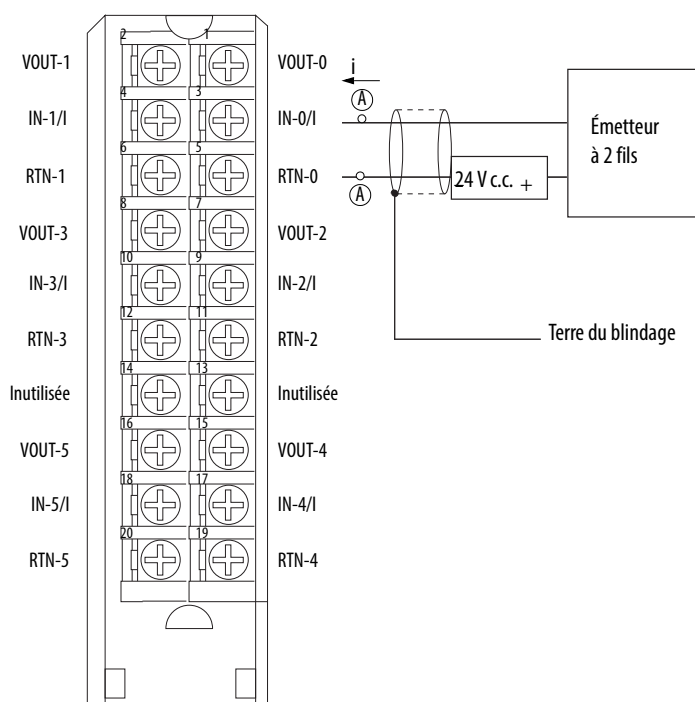 2 1
VOUT-1 VOUT-0 i
4 3 A
IN-1/I IN-0/I Émetteur
à 2 fils
6 5
RTN-1 RTN-0 24 V c.c. +
A
8 7
VOUT-3 VOUT-2
10 9
IN-3/I IN-2/I
12 11
RTN-3 RTN-2 Terre du blindage
14 13
Inutilisée Inutilisée
16 15
VOUT-5 VOUT-4
18 17
IN-5/I IN-4/I
20 19
RTN-5 RTN-4